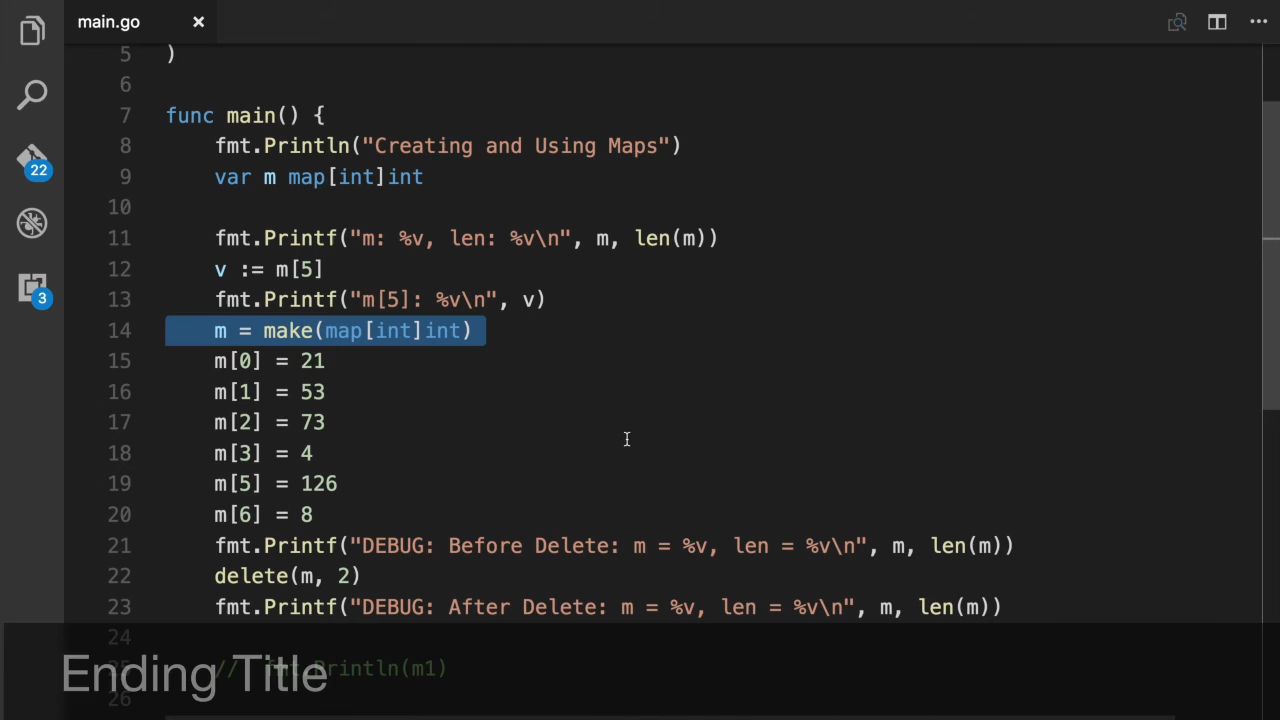 main.go
5 )
6
7 func main() {
8 fmt.Println("Creating and Using Maps")
9 var m map[int]int
10
11 fmt.Printf("m: %v, len: %v\n", m, len(m))
12 v := m[5]
13 fmt.Printf("m[5]: %v\n", v)
14 m = make(map[int]int)
15 m[0] = 21
16 m[1] = 53
17 m[2] = 73
18 m[3] = 4
19 m[5] = 126
20 m[6] = 8
21 fmt.Printf("DEBUG: Before Delete: m = %v, len = %v\n", m, len(m))
22 delete(m, 2)
23 fmt.Printf("DEBUG: After Delete: m = %v, len = %v\n", m, len(m))
24
25 // fmt.Println(m1)
26
22
3
Ending Title